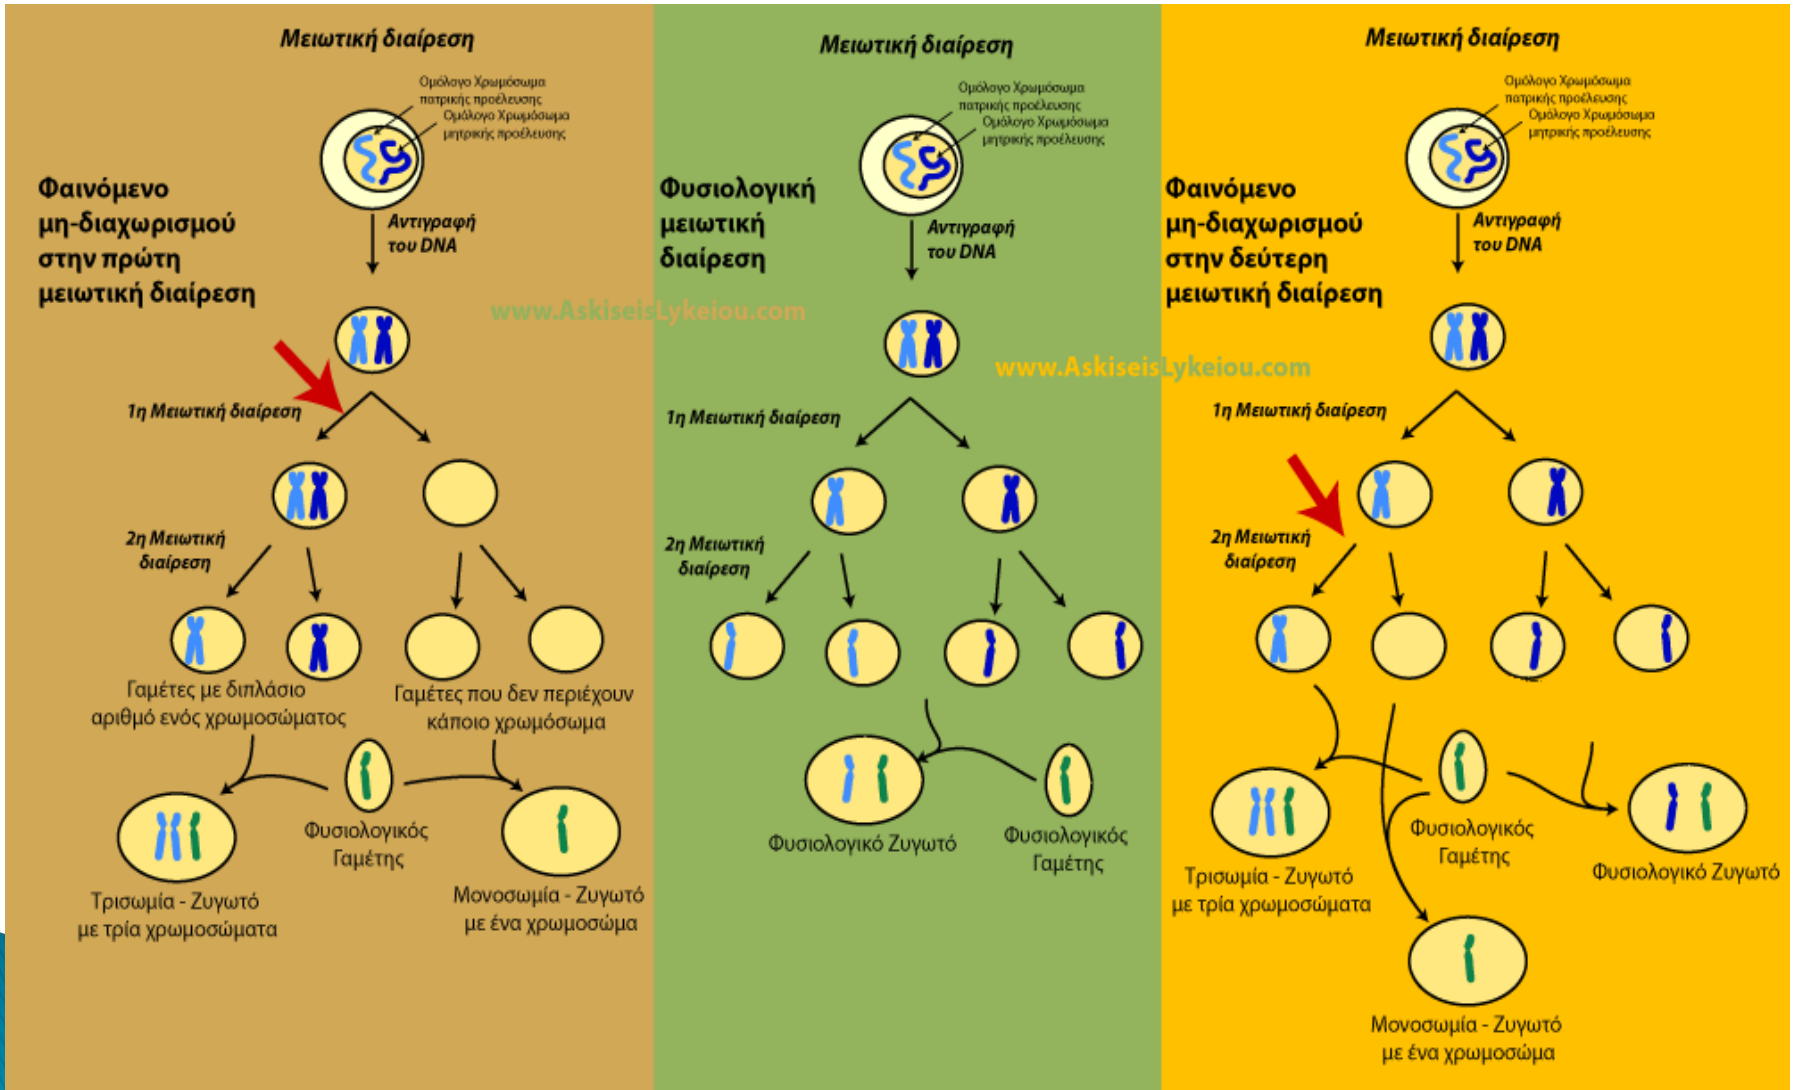 Μειωτική διαίρεση
Ομόλογο Χρωμόσωμα
πατρικής προέλευσης
Ομόλογο Χρωμόσωμα
μητρικής προέλευσης
Φαινόμενο
μη-διαχωρισμού
στην πρώτη
μειωτική διαίρεση
Αντιγραφή
του DNA
1η Μειωτική διαίρεση
2η Μειωτική
διαίρεση
Γαμέτες με διπλάσιο
αριθμό ενός χρωμοσώματος
Γαμέτες που δεν περιέχουν
κάποιο χρωμόσωμα
Φυσιολογικός
Γαμέτης
Τρισωμία - Ζυγωτό
με τρία χρωμοσώματα
Μονοσωμία - Ζυγωτό
με ένα χρωμοσώμα
www.AskiseisLykeiou.com
Μειωτική διαίρεση
Ομόλογο Χρωμόσωμα
πατρικής προέλευσης
Ομόλογο Χρωμόσωμα
μητρικής προέλευσης
Φυσιολογική
μειωτική
διαίρεση
Αντιγραφή
του DNA
1η Μειωτική διαίρεση
2η Μειωτική
διαίρεση
Φυσιολογικό Ζυγωτό
Φυσιολογικός
Γαμέτης
www.AskiseisLykeiou.com
Μειωτική διαίρεση
Ομόλογο Χρωμόσωμα
πατρικής προέλευσης
Ομόλογο Χρωμόσωμα
μητρικής προέλευσης
Φαινόμενο
μη-διαχωρισμού
στην δεύτερη
μειωτική διαίρεση
Αντιγραφή
του DNA
1η Μειωτική διαίρεση
2η Μειωτική
διαίρεση
Φυσιολογικός
Γαμέτης
Τρισωμία - Ζυγωτό
με τρία χρωμοσώματα
Φυσιολογικό Ζυγωτό
Μονοσωμία - Ζυγωτό
με ένα χρωμοσώμα